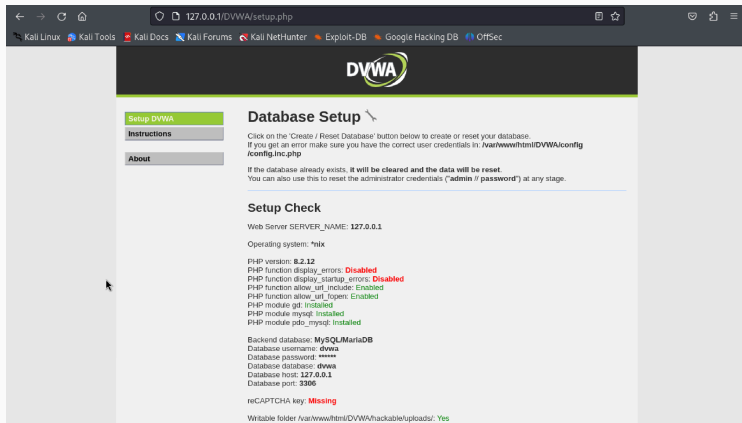 127.0.0.1/DVWA/setup.php
Kali Linux Kali Tools Kali Docs Kali Forums Kali NetHunter Exploit-DB Google Hacking DB OffSec
DVWA
Setup DVWA
Instructions
About
Database Setup
Click on the 'Create / Reset Database' button below to create or reset your database.
If you get an error make sure you have the correct user credentials in: /var/www/html/DVWA/config
/config.inc.php
If the database already exists, it will be cleared and the data will be reset.
You can also use this to reset the administrator credentials ("admin // password") at any stage.
Setup Check
Web Server SERVER_NAME: 127.0.0.1
Operating system: *nix
PHP version: 8.2.12
PHP function display_errors: Disabled
PHP function display_startup_errors: Disabled
PHP function allow_url_include: Enabled
PHP function allow_url_fopen: Enabled
PHP module gd: Installed
PHP module mysql: Installed
PHP module pdo_mysql: Installed
Backend database: MySQL/MariaDB
Database username: dvwa
Database password: ******
Database database: dvwa
Database host: 127.0.0.1
Database port: 3306
reCAPTCHA key: Missing
Writable folder /var/www/html/DVWA/hackable/uploads/: Yes